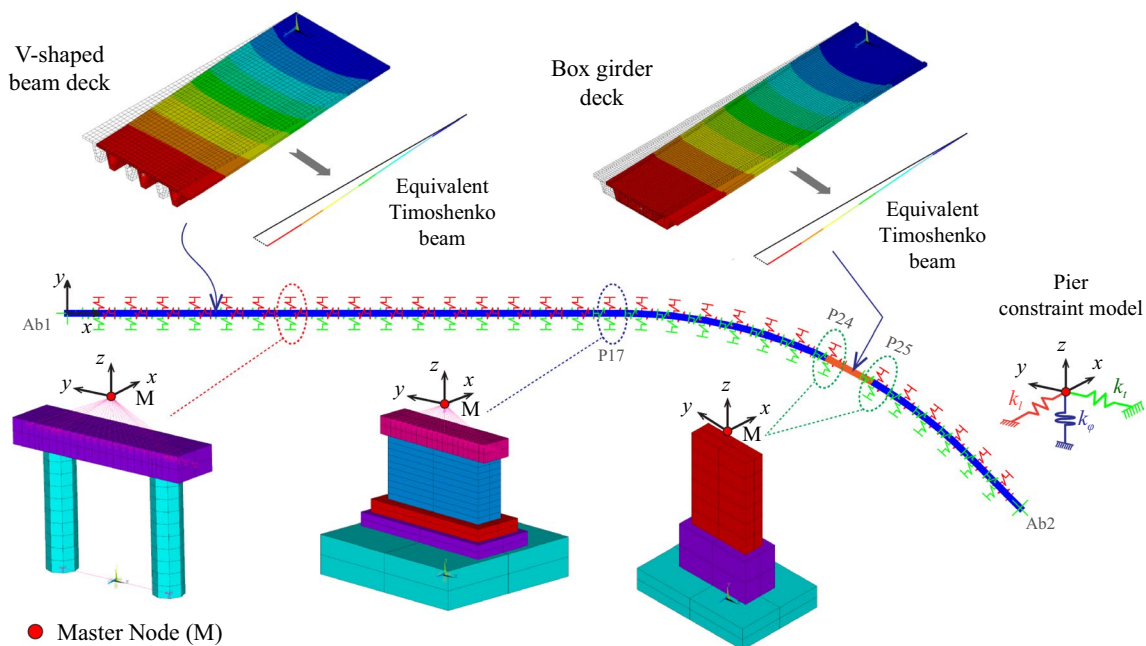 V-shaped
beam deck
Box girder
deck
Equivalent
Timoshenko
beam
Equivalent
Timoshenko
beam
Pier
constraint model
y
x
Ab1
P17
P24
P25
Ab2
z
y
x
M
z
y
x
M
z
y
x
M
z
y
x
k_l
k_t
k_φ
Master Node (M)